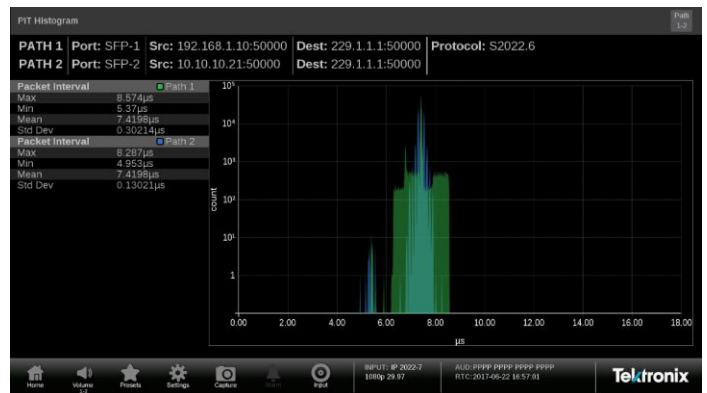 PIT Histogram
Path
1-2
PATH 1 Port: SFP-1 Src: 192.168.1.10:50000 Dest: 229.1.1.1:50000 Protocol: S2022.6
PATH 2 Port: SFP-2 Src: 10.10.10.21:50000 Dest: 229.1.1.1:50000
Packet Interval Path 1
Max 8.574µs
Min 5.37µs
Mean 7.4198µs
Std Dev 0.30214µs
Packet Interval Path 2
Max 8.287µs
Min 4.953µs
Mean 7.4198µs
Std Dev 0.13021µs
10⁵
10⁴
10³
10²
10¹
1
count
0.00 2.00 4.00 6.00 8.00 10.00 12.00 14.00 16.00 18.00
µs
Home
Volume
1-2
Presets
Settings
Capture
Alarm
Input
INPUT: IP 2022-7
1080p 29.97
AUD:PPPP PPPP PPPP PPPP
RTC:2017-06-22 16:57:01
Tektronix